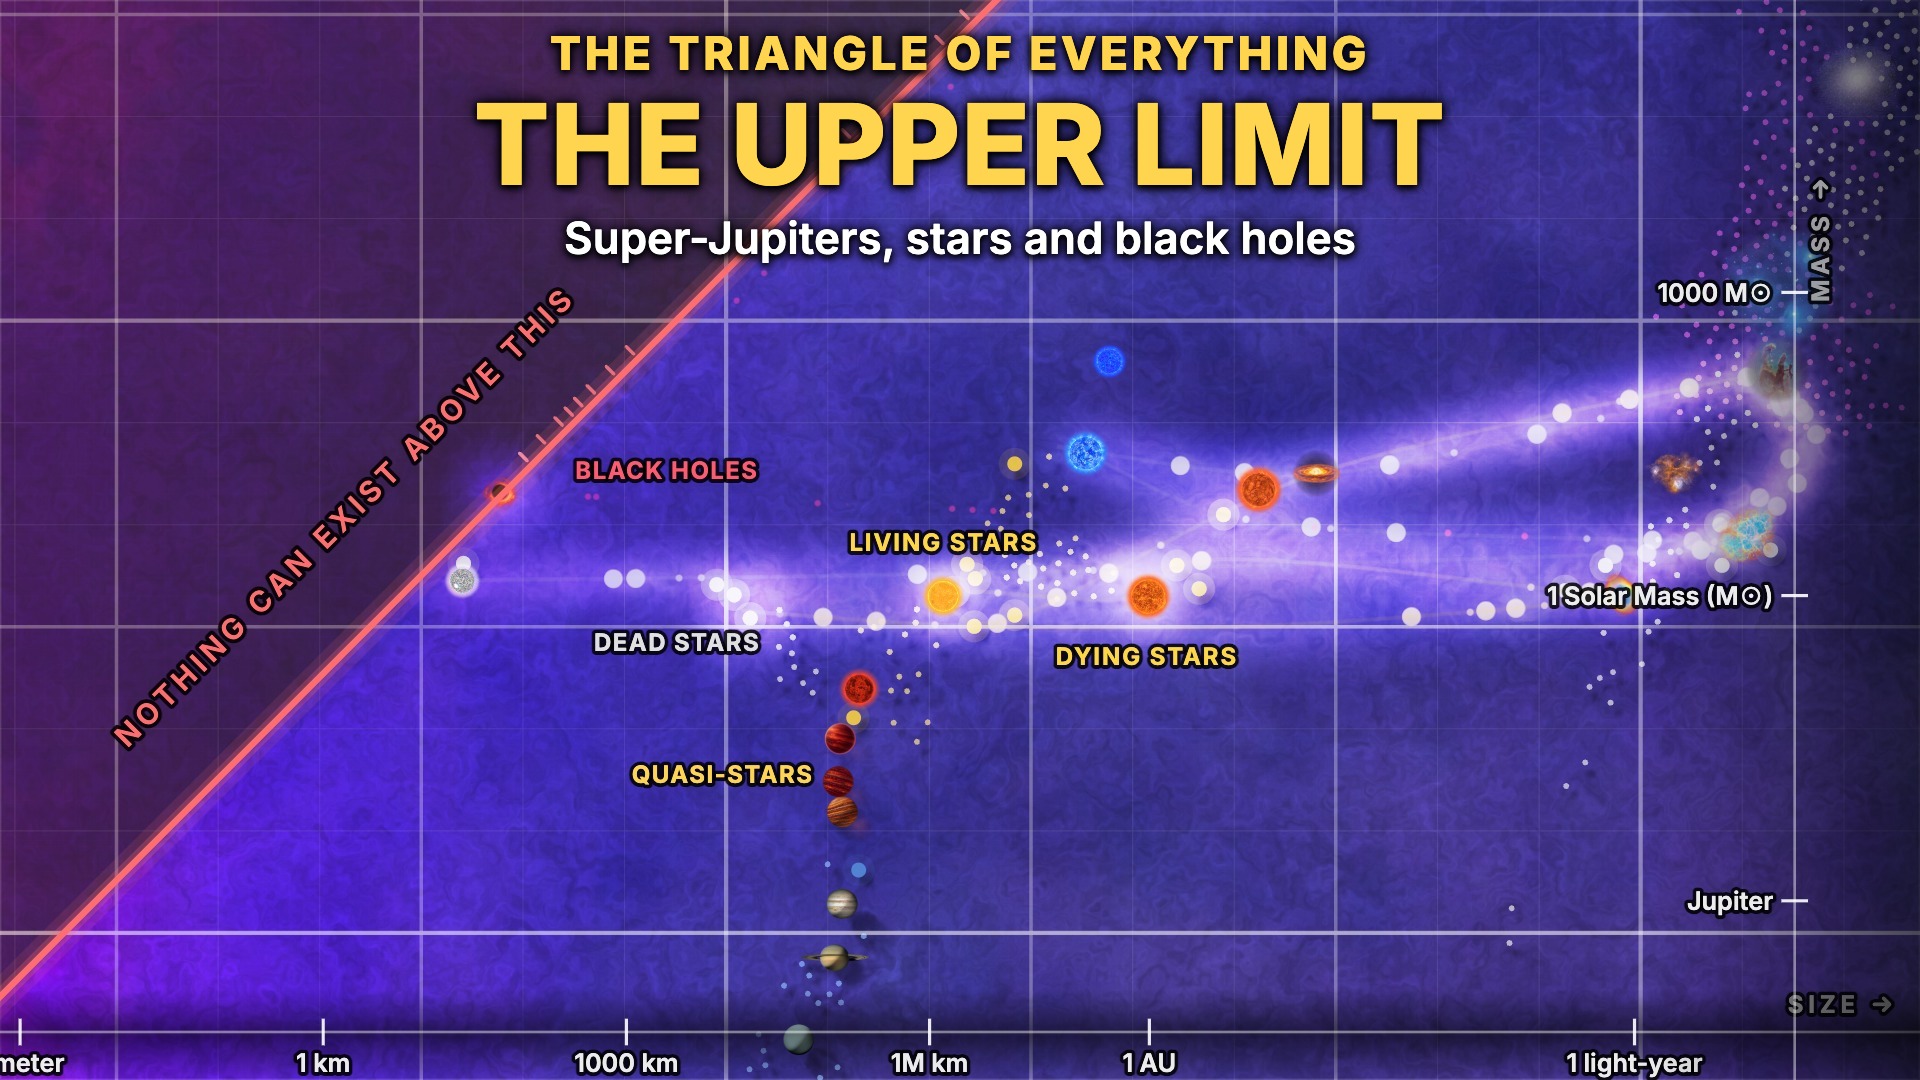 THE TRIANGLE OF EVERYTHING
THE UPPER LIMIT
Super-Jupiters, stars and black holes
MASS →
1000 M☉
NOTHING CAN EXIST ABOVE THIS
BLACK HOLES
LIVING STARS
1 Solar Mass (M☉)
DEAD STARS
DYING STARS
QUASI-STARS
Jupiter
SIZE →
meter
1 km
1000 km
1M km
1 AU
1 light-year